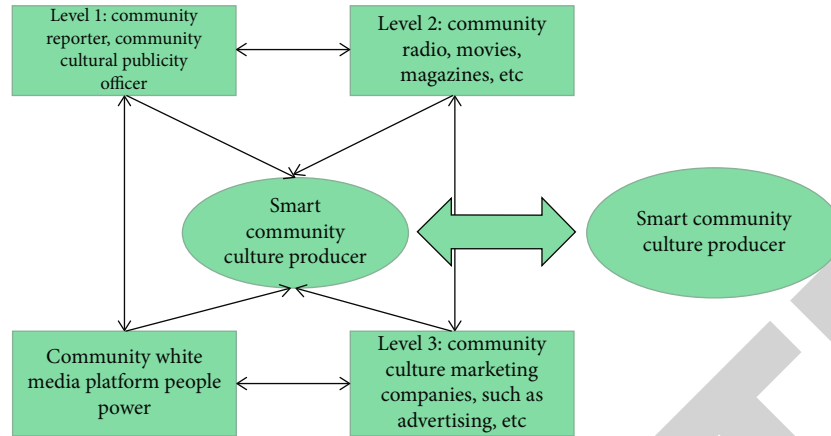 Level 1: community
reporter, community
cultural publicity
officer
Level 2: community
radio, movies,
magazines, etc
Smart
community
culture producer
Smart community
culture producer
Community white
media platform people
power
Level 3: community
culture marketing
companies, such as
advertising, etc